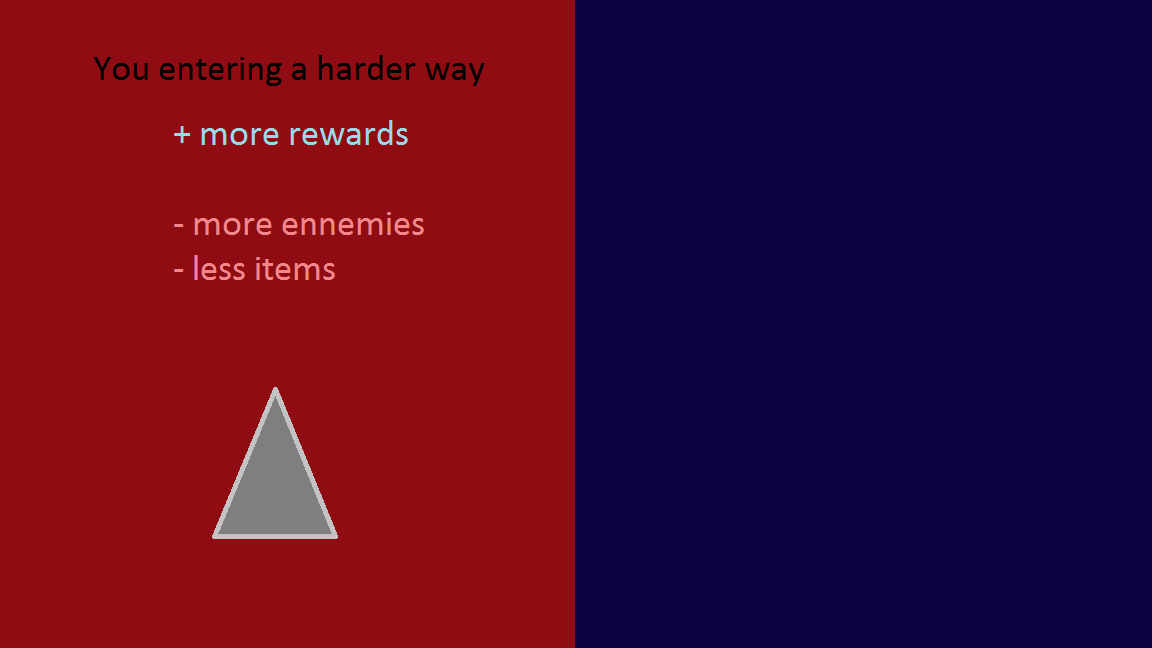 You entering a harder way
+ more rewards
- more ennemies
- less items